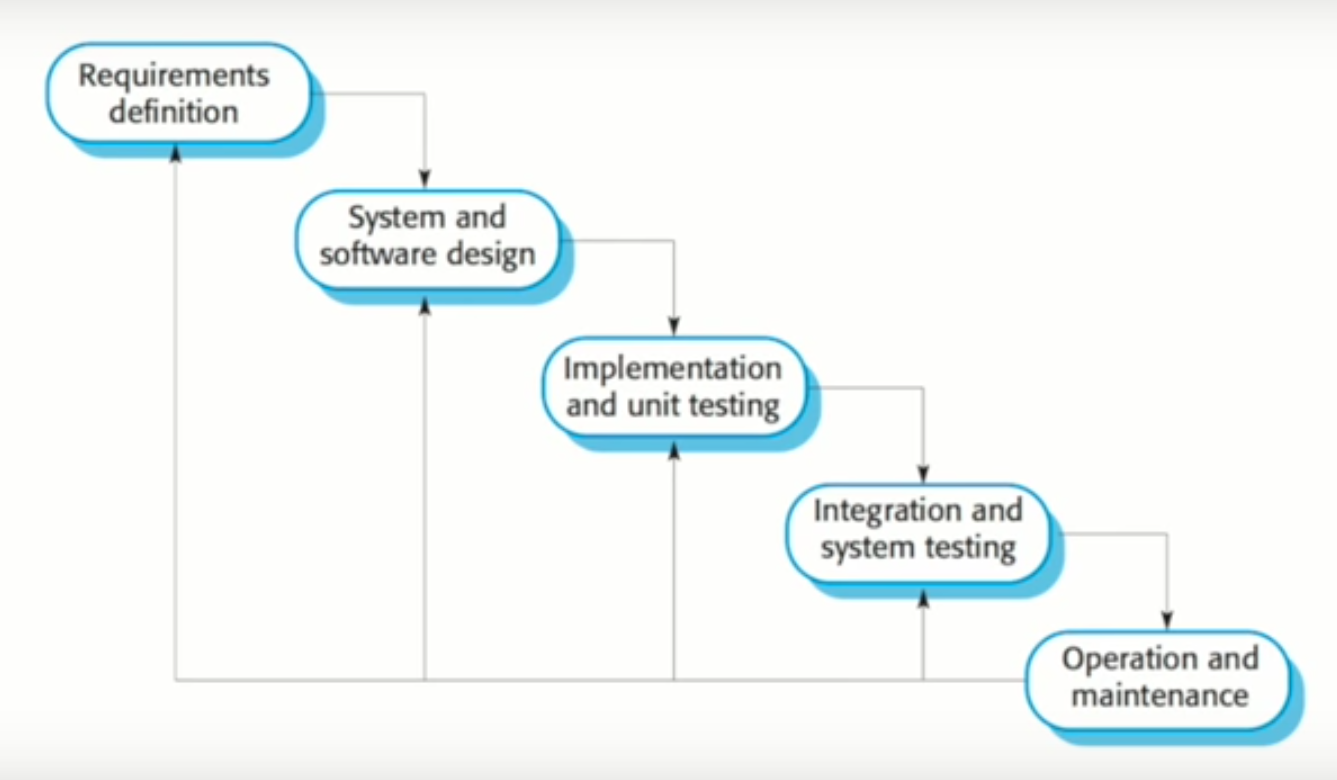 Requirements
definition
System and
software design
Implementation
and unit testing
Integration and
system testing
Operation and
maintenance